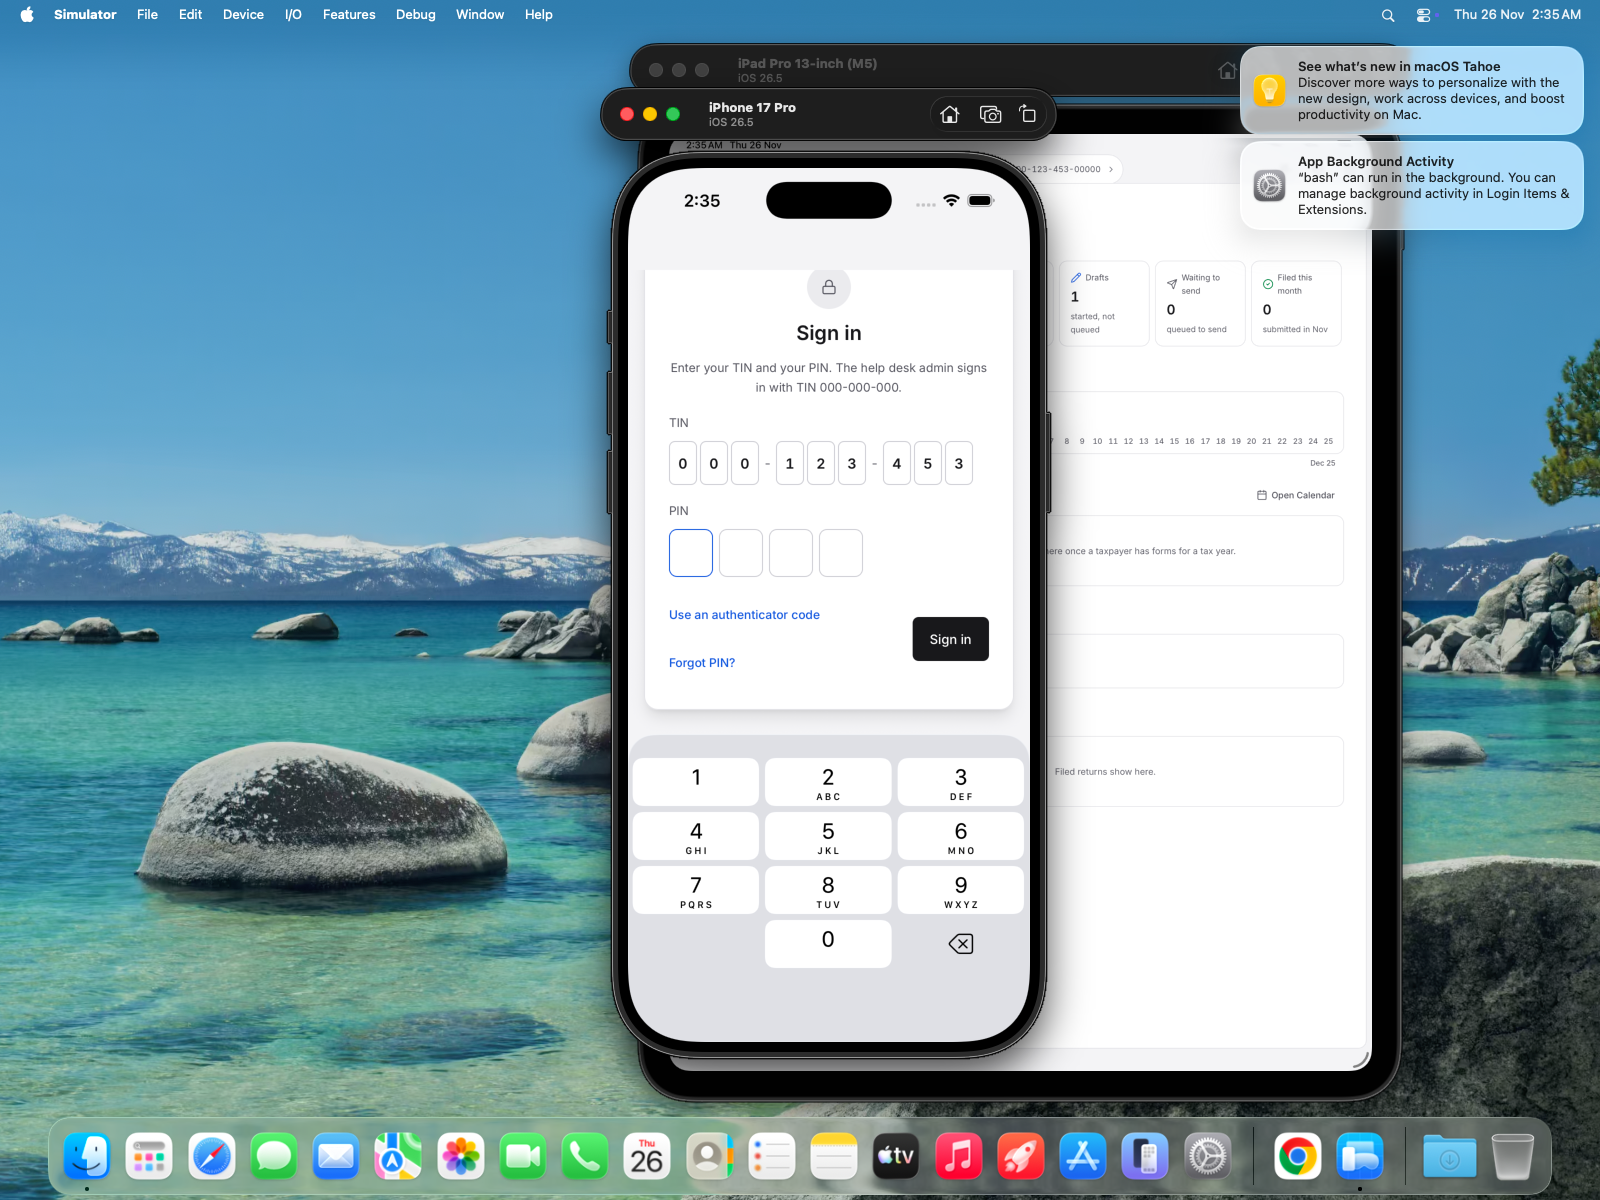 Simulator File Edit Device I/O Features Debug Window Help
Thu 26 Nov 2:35 AM
iPad Pro 13-inch (M5)
iOS 26.5
iPhone 17 Pro
iOS 26.5
See what's new in macOS Tahoe
Discover more ways to personalize with the
new design, work across devices, and boost
productivity on Mac.
App Background Activity
“bash” can run in the background. You can
manage background activity in Login Items &
Extensions.
2:35 AM Thu 26 Nov
0-123-453-00000
2:35
Sign in
Enter your TIN and your PIN. The help desk admin signs
in with TIN 000-000-000.
TIN
0 0 0 - 1 2 3 - 4 5 3
PIN
Use an authenticator code
Sign in
Forgot PIN?
1
2
ABC
3
DEF
4
GHI
5
JKL
6
MNO
7
PQRS
8
TUV
9
WXYZ
0
Drafts
1
started, not
queued
Waiting to
send
0
queued to send
Filed this
month
0
submitted in Nov
8 9 10 11 12 13 14 15 16 17 18 19 20 21 22 23 24 25
Dec 25
Open Calendar
ere once a taxpayer has forms for a tax year.
Filed returns show here.
Thu
26
tv